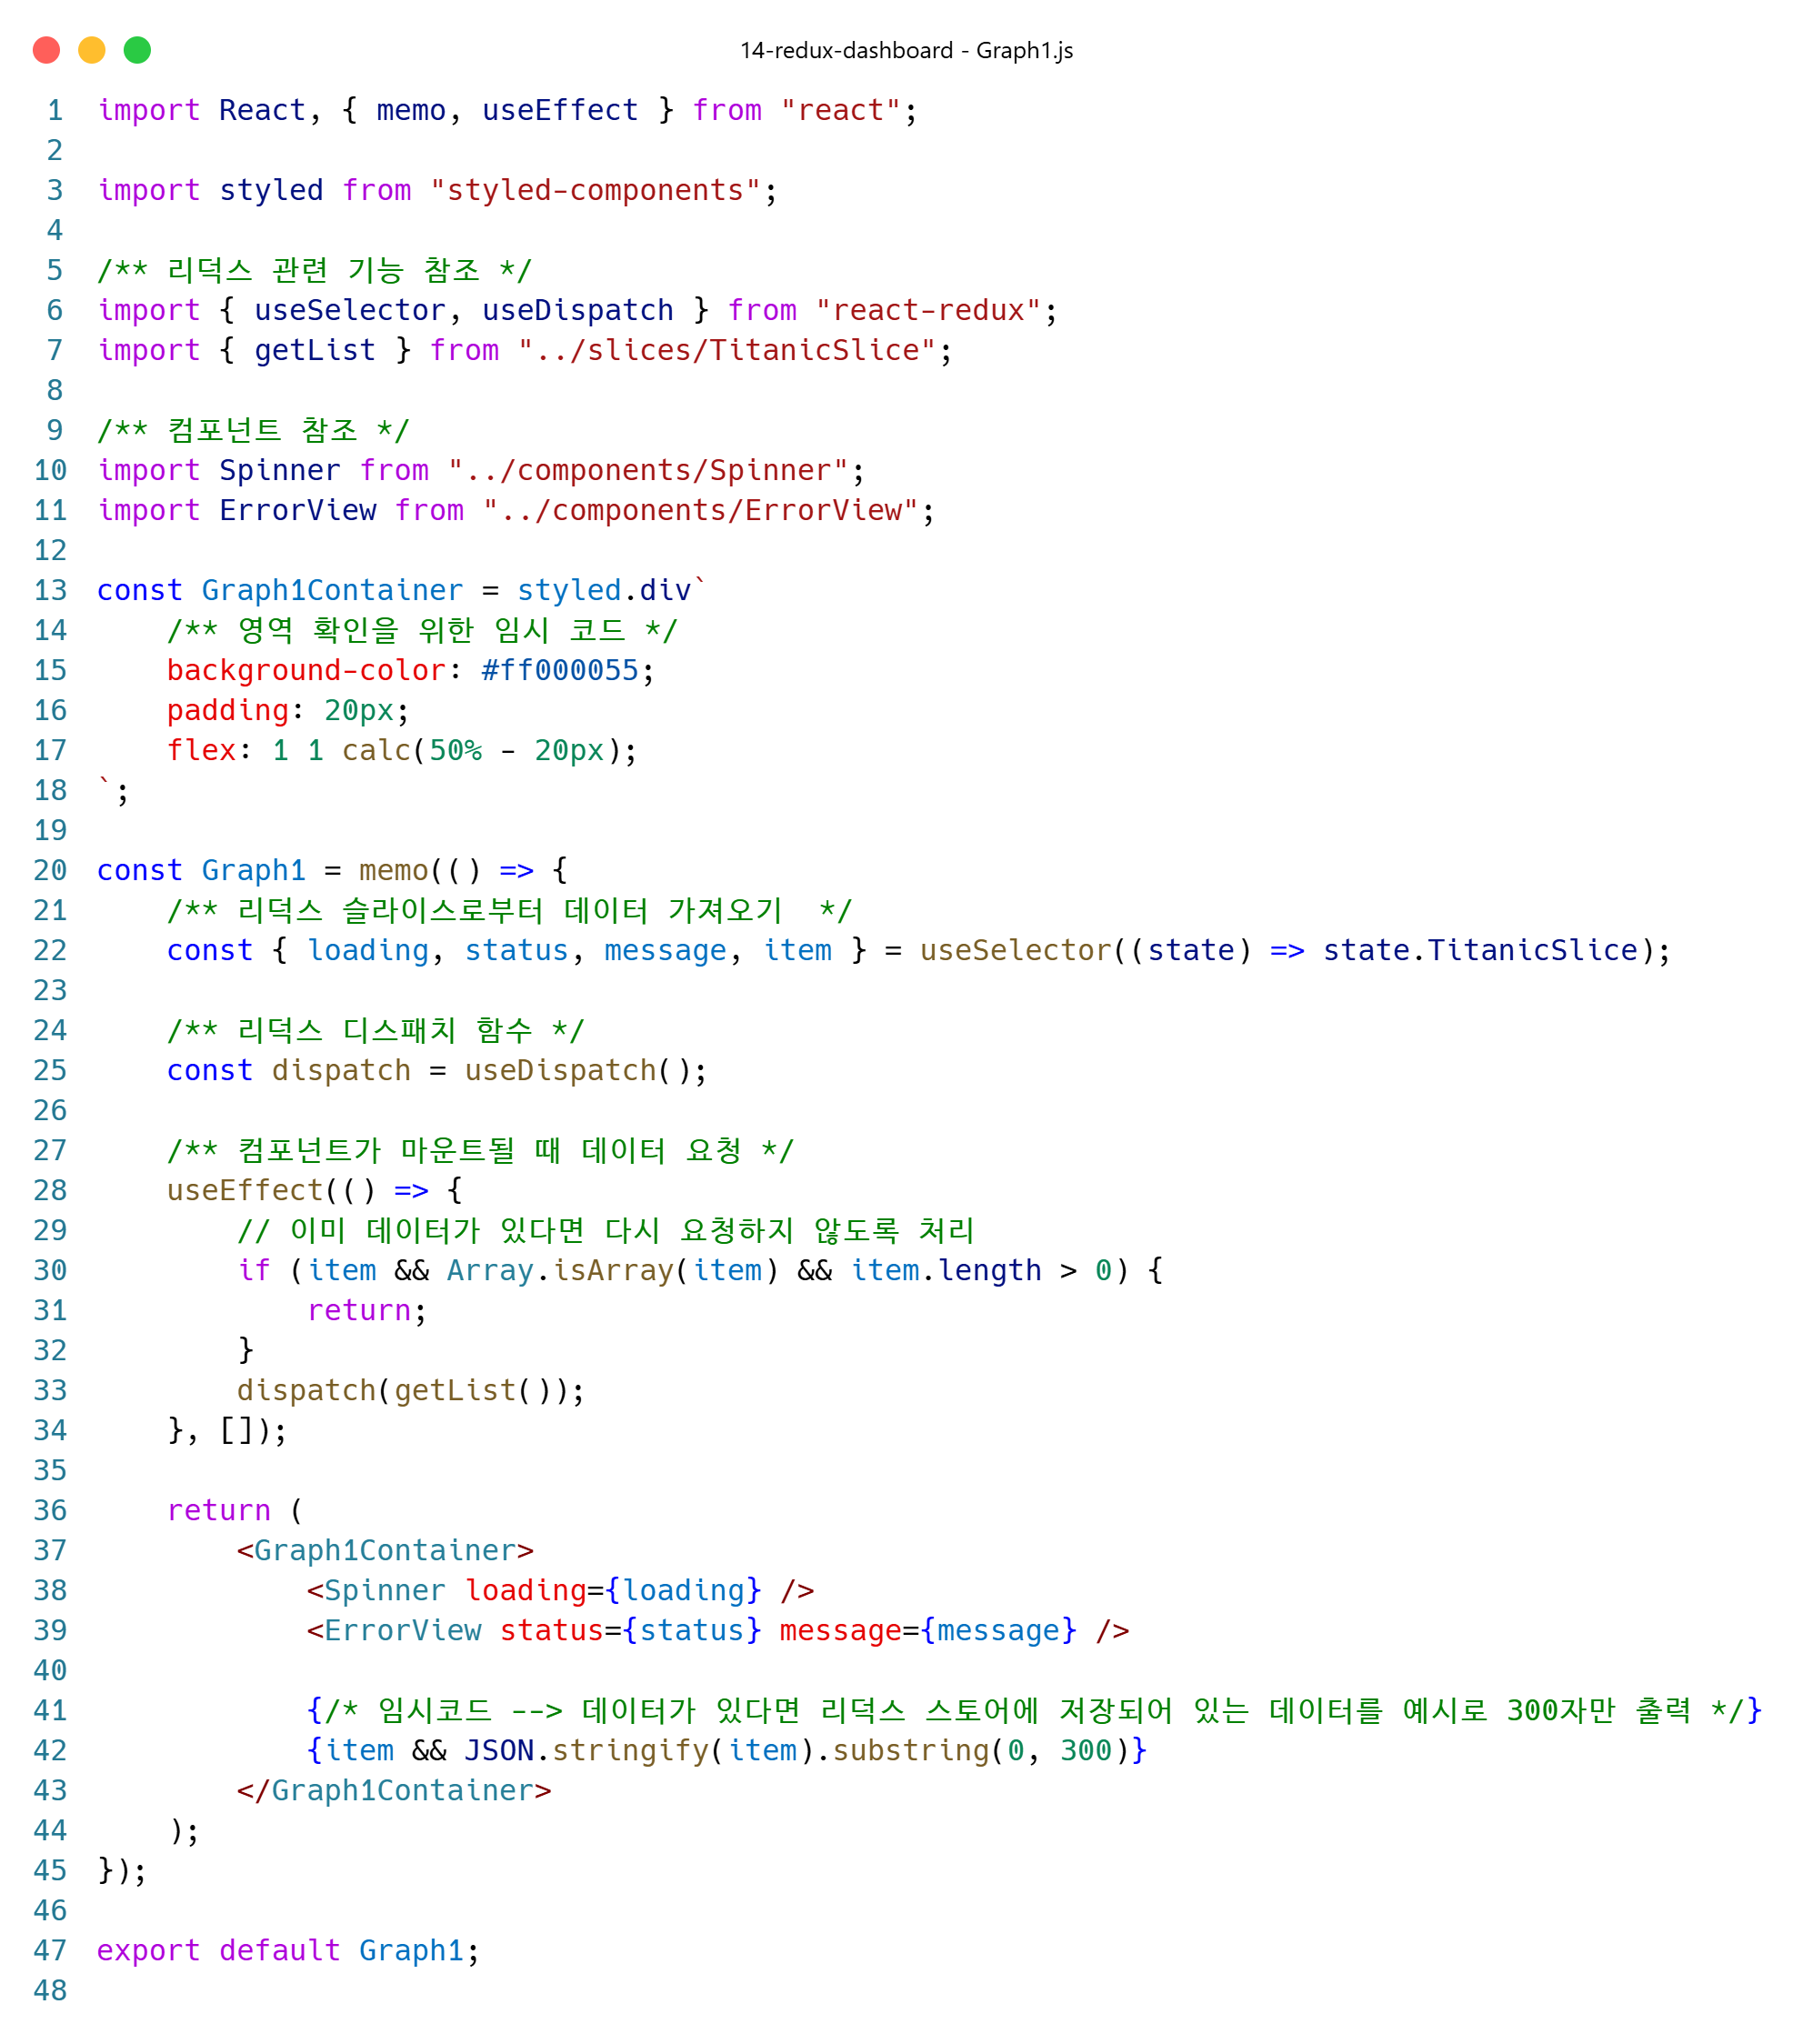 14-redux-dashboard - Graph1.js
1 import React, { memo, useEffect } from "react";
2
3 import styled from "styled-components";
4
5 /** 리덕스 관련 기능 참조 */
6 import { useSelector, useDispatch } from "react-redux";
7 import { getList } from "../slices/TitanicSlice";
8
9 /** 컴포넌트 참조 */
10 import Spinner from "../components/Spinner";
11 import ErrorView from "../components/ErrorView";
12
13 const Graph1Container = styled.div`
14     /** 영역 확인을 위한 임시 코드 */
15     background-color: #ff000055;
16     padding: 20px;
17     flex: 1 1 calc(50% - 20px);
18 `;
19
20 const Graph1 = memo(() => {
21     /** 리덕스 슬라이스로부터 데이터 가져오기  */
22     const { loading, status, message, item } = useSelector((state) => state.TitanicSlice);
23
24     /** 리덕스 디스패치 함수 */
25     const dispatch = useDispatch();
26
27     /** 컴포넌트가 마운트될 때 데이터 요청 */
28     useEffect(() => {
29         // 이미 데이터가 있다면 다시 요청하지 않도록 처리
30         if (item && Array.isArray(item) && item.length > 0) {
31             return;
32         }
33         dispatch(getList());
34     }, []);
35
36     return (
37         <Graph1Container>
38             <Spinner loading={loading} />
39             <ErrorView status={status} message={message} />
40
41             {/* 임시코드 --> 데이터가 있다면 리덕스 스토어에 저장되어 있는 데이터를 예시로 300자만 출력 */}
42             {item && JSON.stringify(item).substring(0, 300)}
43         </Graph1Container>
44     );
45 });
46
47 export default Graph1;
48